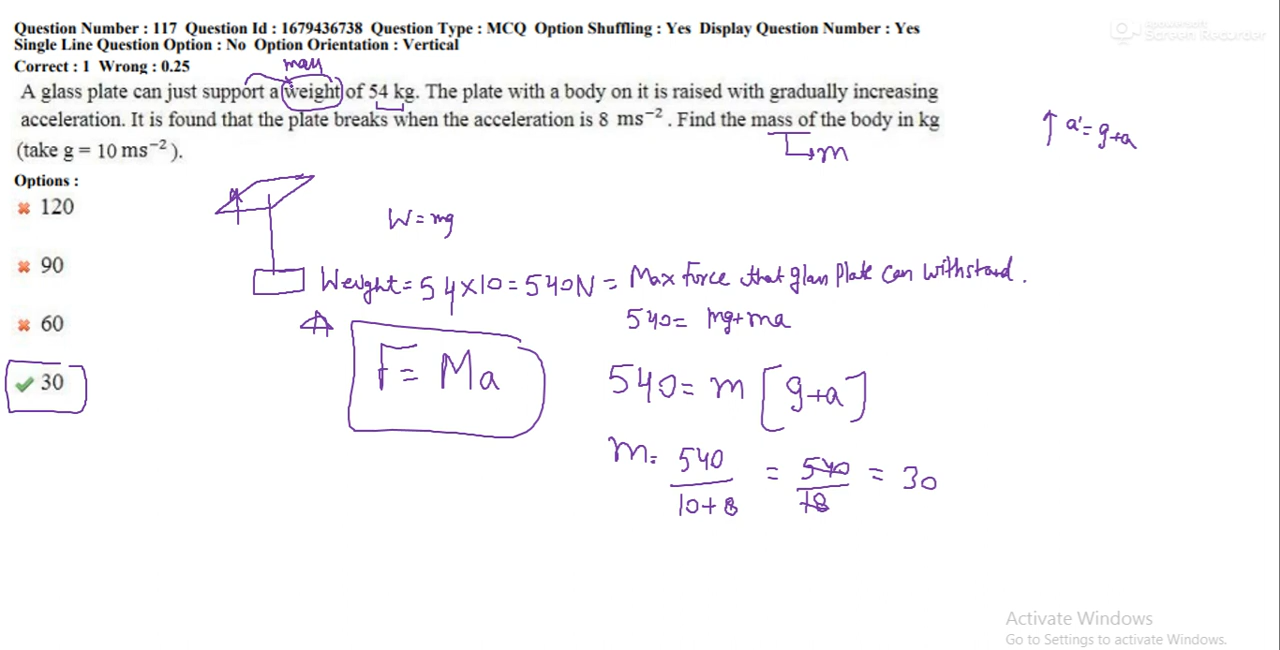 Question Number : 117 Question Id : 1679436738 Question Type : MCQ Option Shuffling : Yes Display Question Number : Yes
Single Line Question Option : No Option Orientation : Vertical
Correct : 1 Wrong : 0.25
A glass plate can just support a weight of 54 kg. The plate with a body on it is raised with gradually increasing
acceleration. It is found that the plate breaks when the acceleration is 8 ms⁻². Find the mass of the body in kg
(take g = 10 ms⁻²).
↑ a' = g+a
→m
Options :
120
90
60
30
W = mg
Weight = 54×10 = 540N = Max force that glass Plate can withstand.
540 = mg+ma
F = Ma
540 = m [g+a]
m = 540/10+8 = 540/18 = 30
Screen Recorder
Activate Windows
Go to Settings to activate Windows.